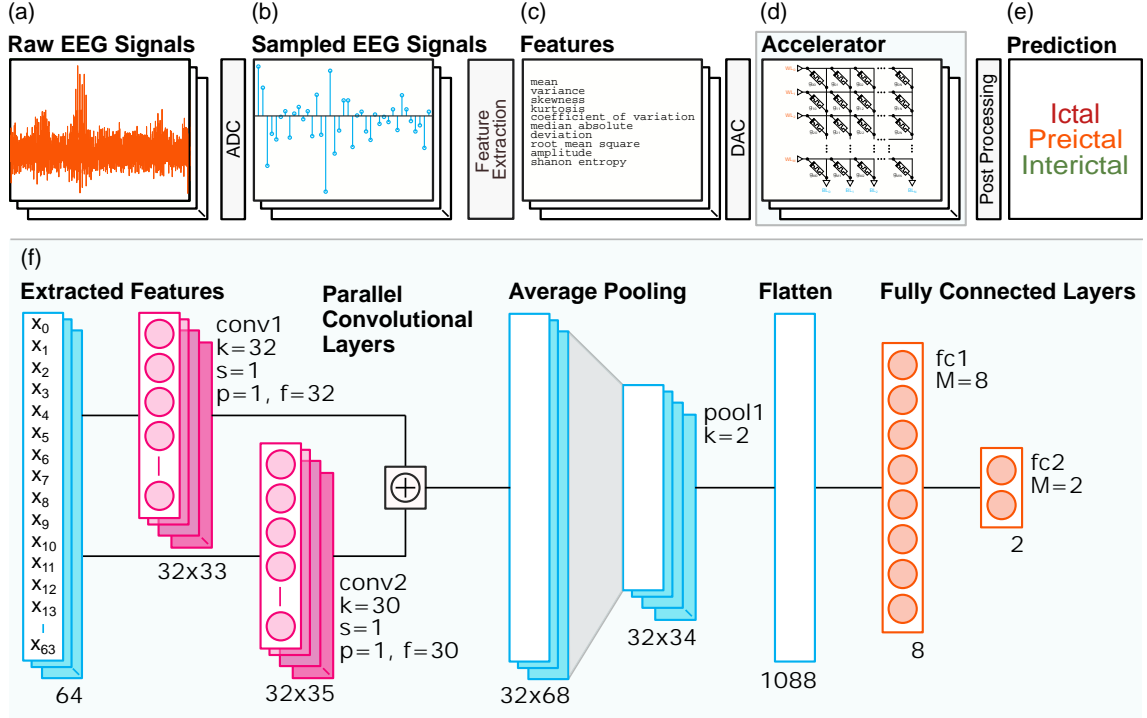 (a)
Raw EEG Signals
ADC
(b)
Sampled EEG Signals
Feature
Extraction
(c)
Features
mean
variance
skewness
kurtosis
coefficient of variation
median absolute
deviation
root mean square
amplitude
shanon entropy
DAC
(d)
Accelerator
Post Processing
(e)
Prediction
Ictal
Preictal
Interictal
(f)
Extracted Features
x0
x1
x2
x3
x4
x5
x6
x7
x8
x9
x10
x11
x12
x13
x63
64
conv1
k=32
s=1
p=1, f=32
32x33
Parallel
Convolutional
Layers
conv2
k=30
s=1
p=1, f=30
32x35
Average Pooling
32x68
pool1
k=2
32x34
Flatten
1088
Fully Connected Layers
fc1
M=8
8
fc2
M=2
2